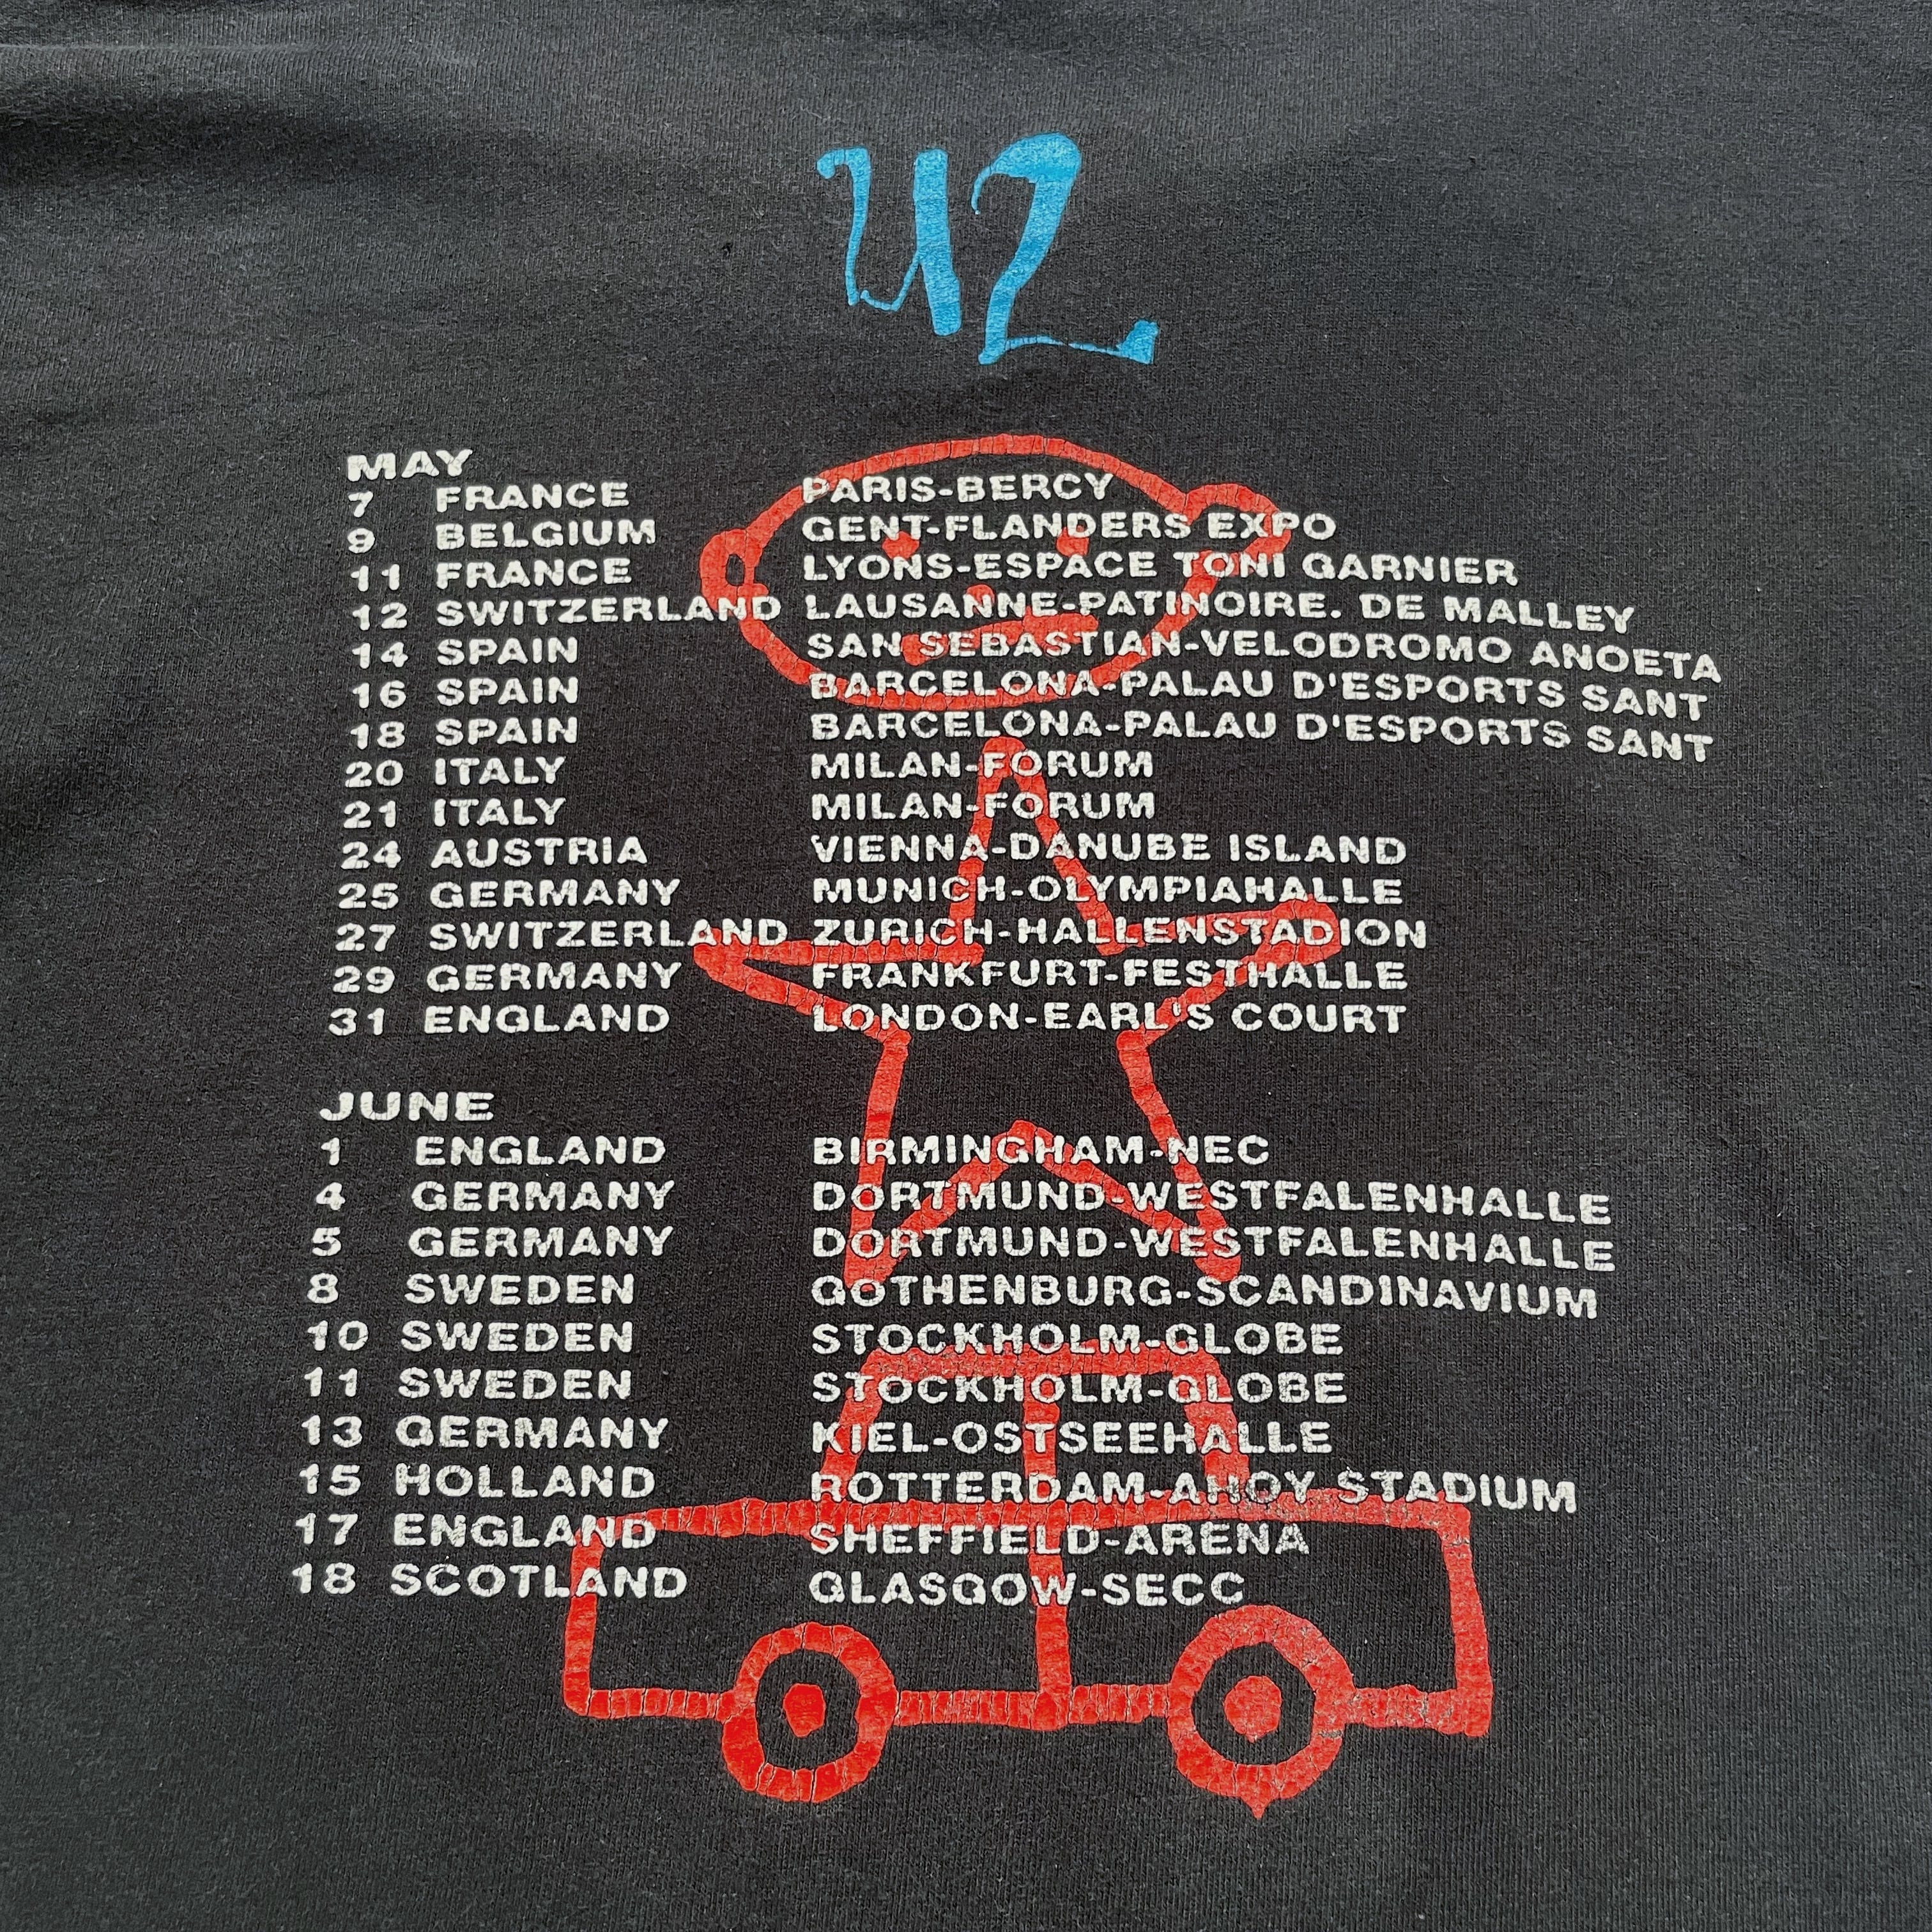 U2
MAY
7 FRANCE PARIS-BERCY
9 BELGIUM GENT-FLANDERS EXPO
11 FRANCE LYONS-ESPACE TONI GARNIER
12 SWITZERLAND LAUSANNE-PATINOIRE. DE MALLEY
14 SPAIN SAN SEBASTIAN-VELODROMO ANOETA
16 SPAIN BARCELONA-PALAU D'ESPORTS SANT
18 SPAIN BARCELONA-PALAU D'ESPORTS SANT
20 ITALY MILAN-FORUM
21 ITALY MILAN-FORUM
24 AUSTRIA VIENNA-DANUBE ISLAND
25 GERMANY MUNICH-OLYMPIAHALLE
27 SWITZERLAND ZURICH-HALLENSTADION
29 GERMANY FRANKFURT-FESTHALLE
31 ENGLAND LONDON-EARL'S COURT
JUNE
1 ENGLAND BIRMINGHAM-NEC
4 GERMANY DORTMUND-WESTFALENHALLE
5 GERMANY DORTMUND-WESTFALENHALLE
8 SWEDEN GOTHENBURG-SCANDINAVIUM
10 SWEDEN STOCKHOLM-GLOBE
11 SWEDEN STOCKHOLM-GLOBE
13 GERMANY KIEL-OSTSEEHALLE
15 HOLLAND ROTTERDAM-AHOY STADIUM
17 ENGLAND SHEFFIELD-ARENA
18 SCOTLAND GLASGOW-SECC